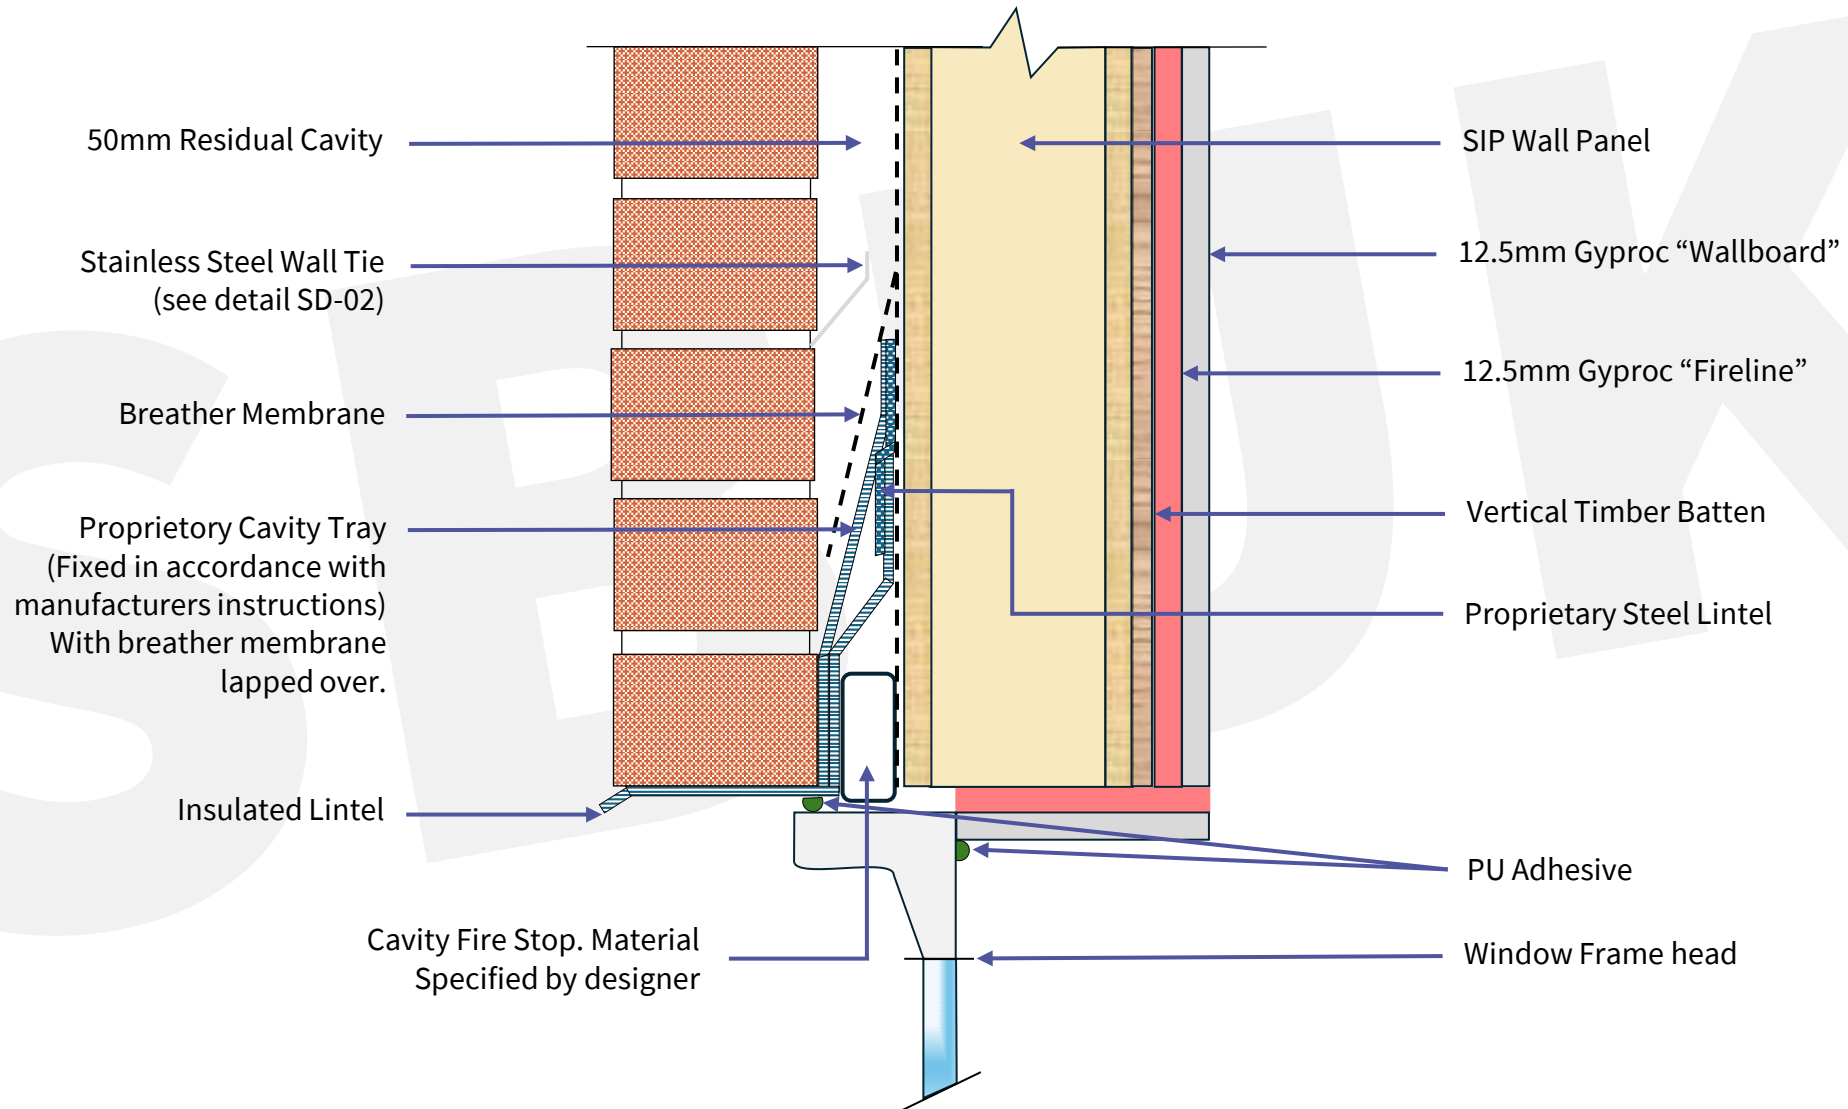 50mm Residual Cavity
Stainless Steel Wall Tie
(see detail SD-02)
Breather Membrane
Proprietory Cavity Tray
(Fixed in accordance with
manufacturers instructions)
With breather membrane
lapped over.
Insulated Lintel
Cavity Fire Stop. Material
Specified by designer
SIP Wall Panel
12.5mm Gyproc “Wallboard”
12.5mm Gyproc “Fireline”
Vertical Timber Batten
Proprietary Steel Lintel
PU Adhesive
Window Frame head
SBUK